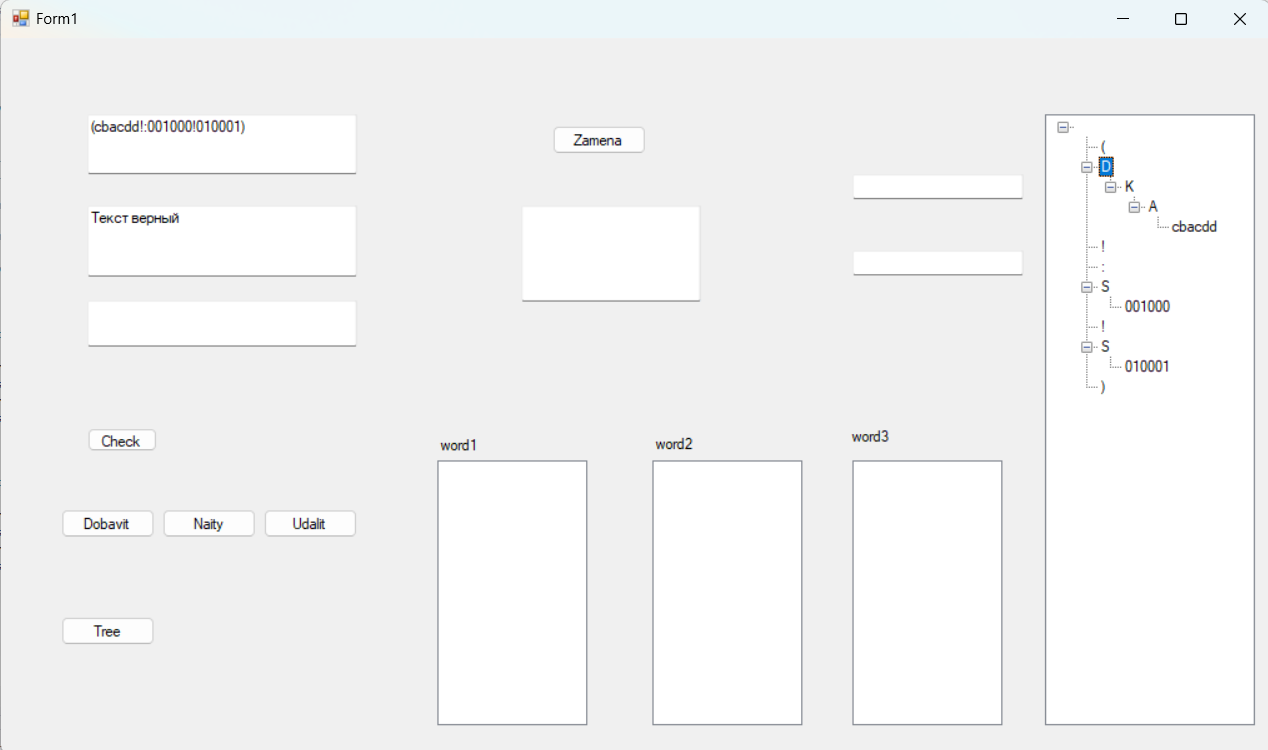 Form1
(cbacdd!:001000!010001)
Текст верный
Zamena
Check
Dobavit
Naity
Udalit
Tree
word1
word2
word3
(
D
K
A
cbacdd
!
:
S
001000
!
S
010001
)